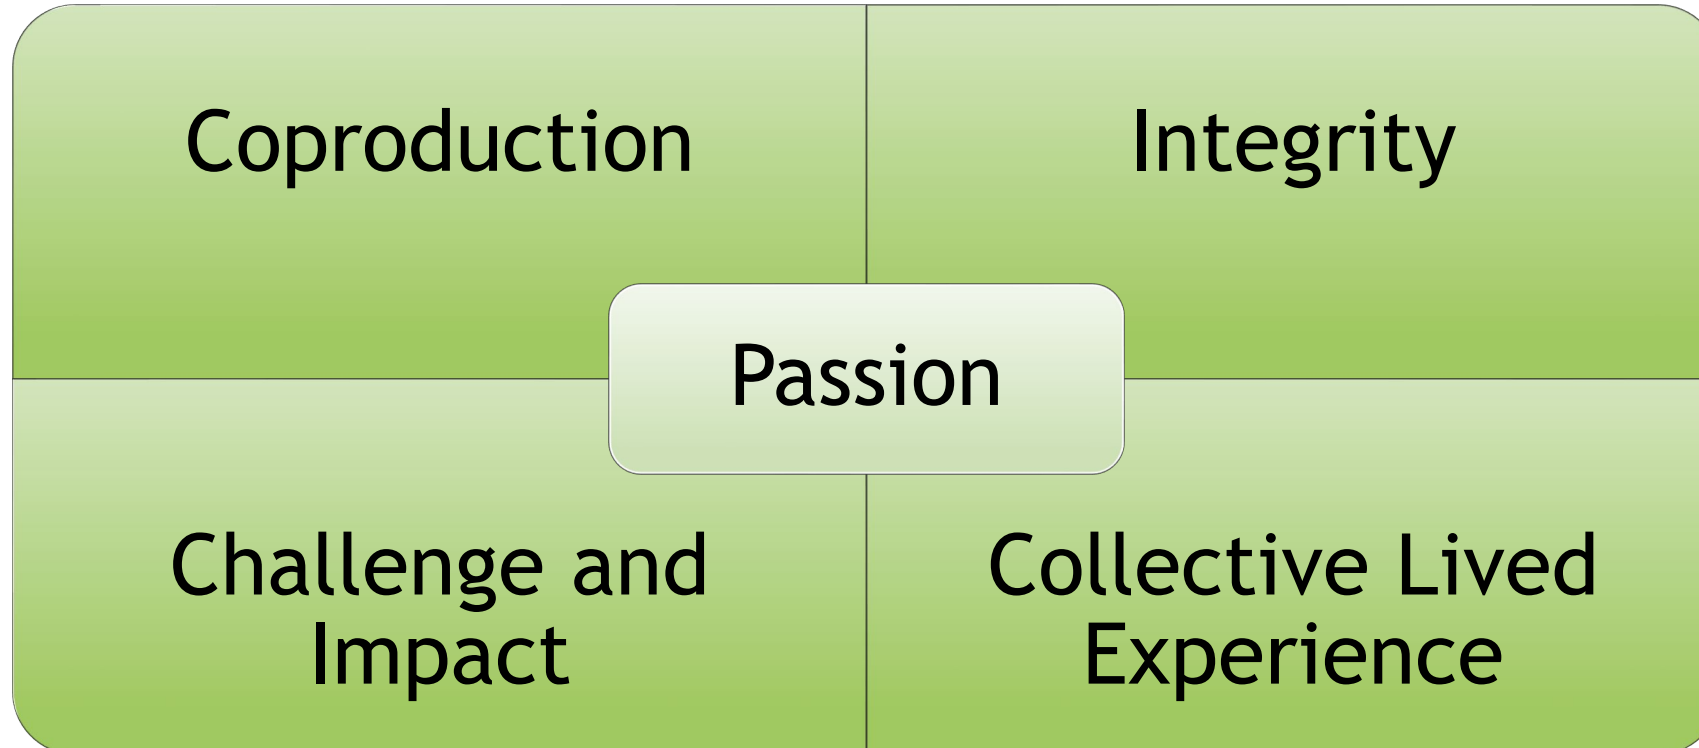 Coproduction
Integrity
Passion
Challenge and
Impact
Collective Lived
Experience